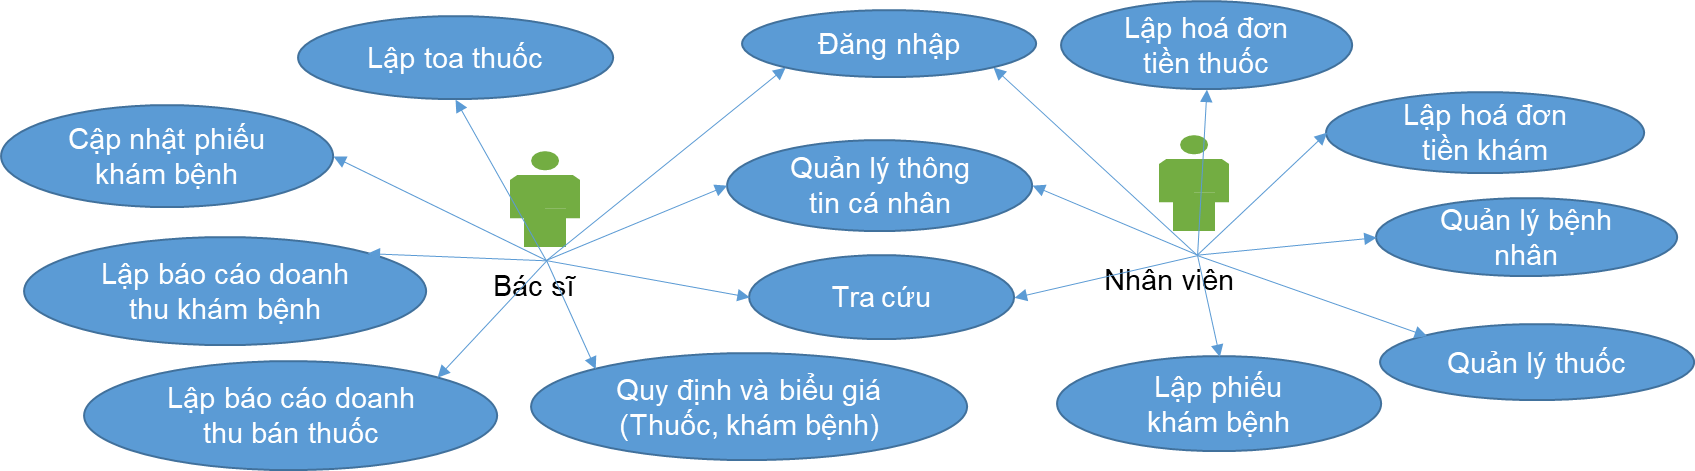 Lập toa thuốc
Đăng nhập
Lập hoá đơn
tiền thuốc
Cập nhật phiếu
khám bệnh
Quản lý thông
tin cá nhân
Lập hoá đơn
tiền khám
Quản lý bệnh
nhân
Lập báo cáo doanh
thu khám bệnh
Bác sĩ
Tra cứu
Nhân viên
Quản lý thuốc
Lập báo cáo doanh
thu bán thuốc
Quy định và biểu giá
(Thuốc, khám bệnh)
Lập phiếu
khám bệnh